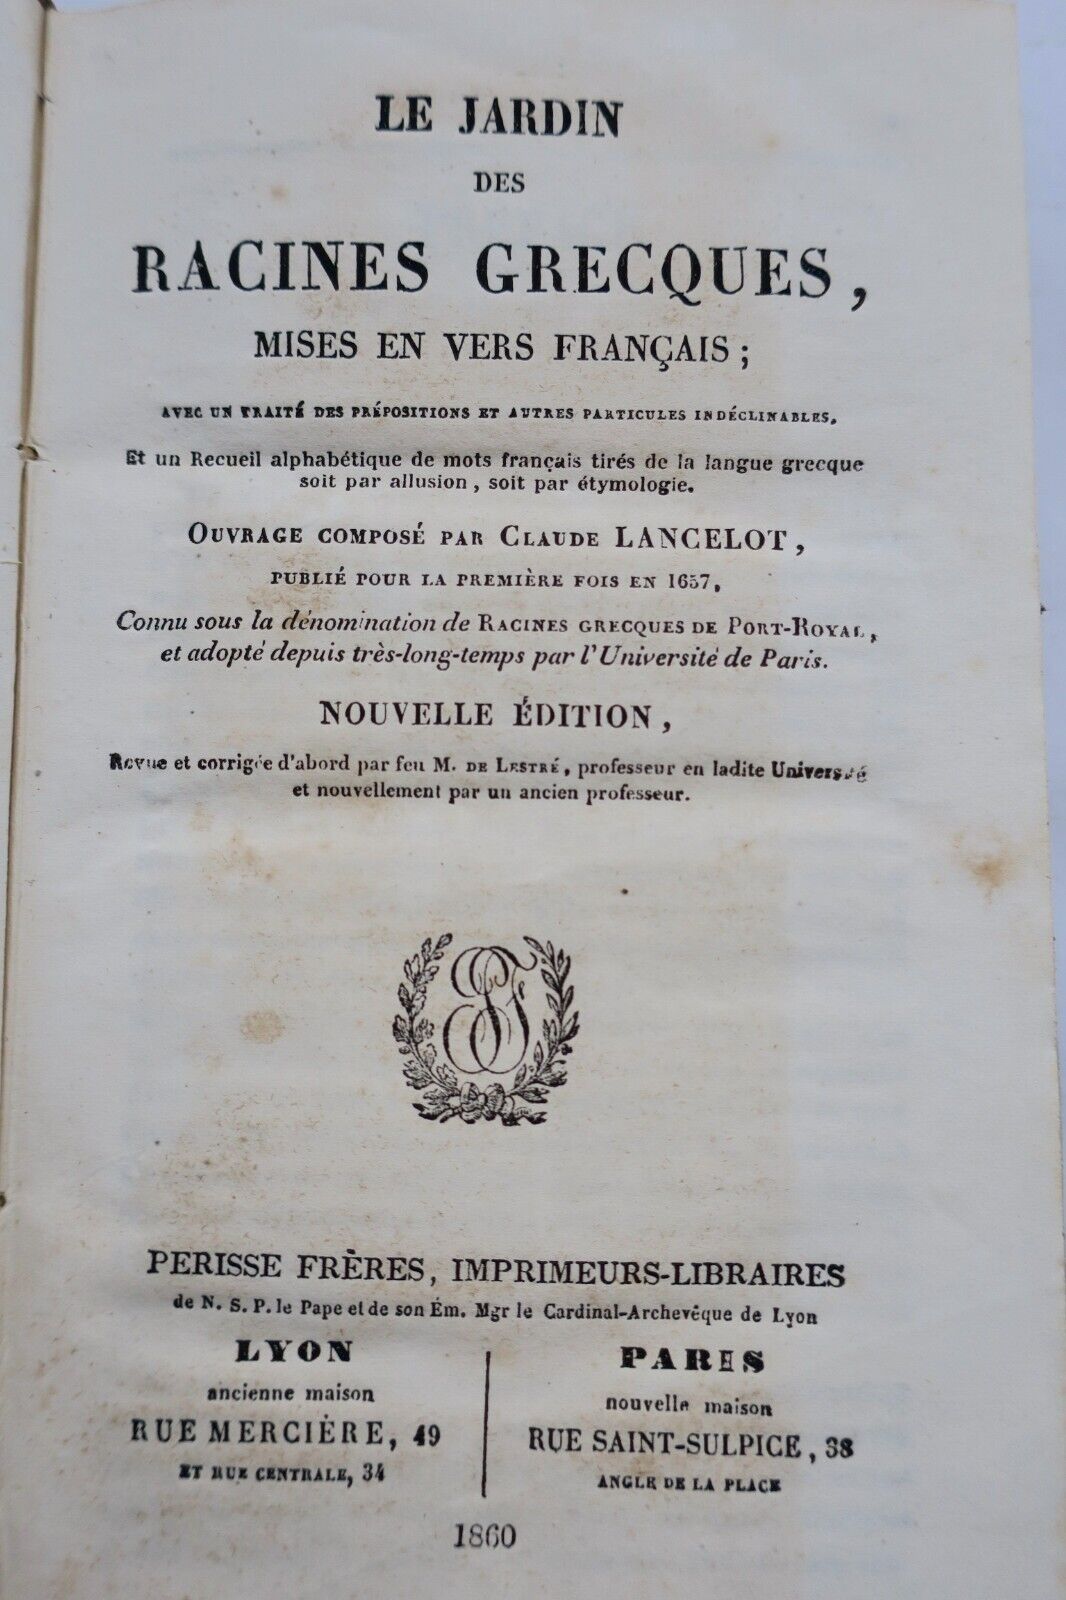 LE JARDIN
DES
RACINES GRECQUES,
MISES EN VERS FRANÇAIS;
AVEC UN TRAITÉ DES PRÉPOSITIONS ET AUTRES PARTICULES INDÉCLINABLES,
Et un Recueil alphabétique de mots français tirés de la langue grecque
soit par allusion, soit par étymologie.
OUVRAGE COMPOSÉ PAR CLAUDE LANCELOT,
PUBLIÉ POUR LA PREMIÈRE FOIS EN 1657,
Connu sous la dénomination de RACINES GRECQUES DE PORT-ROYAL,
et adopté depuis très-long-temps par l'Université de Paris.
NOUVELLE ÉDITION,
Revue et corrigée d'abord par feu M. DE LESTRÉ, professeur en ladite Université
et nouvellement par un ancien professeur.
PERISSE FRÈRES, IMPRIMEURS-LIBRAIRES
de N. S. P. le Pape et de son Ém. Mgr le Cardinal-Archevêque de Lyon
LYON
ancienne maison
RUE MERCIÈRE, 49
ET RUE CENTRALE, 34
PARIS
nouvelle maison
RUE SAINT-SULPICE, 38
ANGLE DE LA PLACE
1860